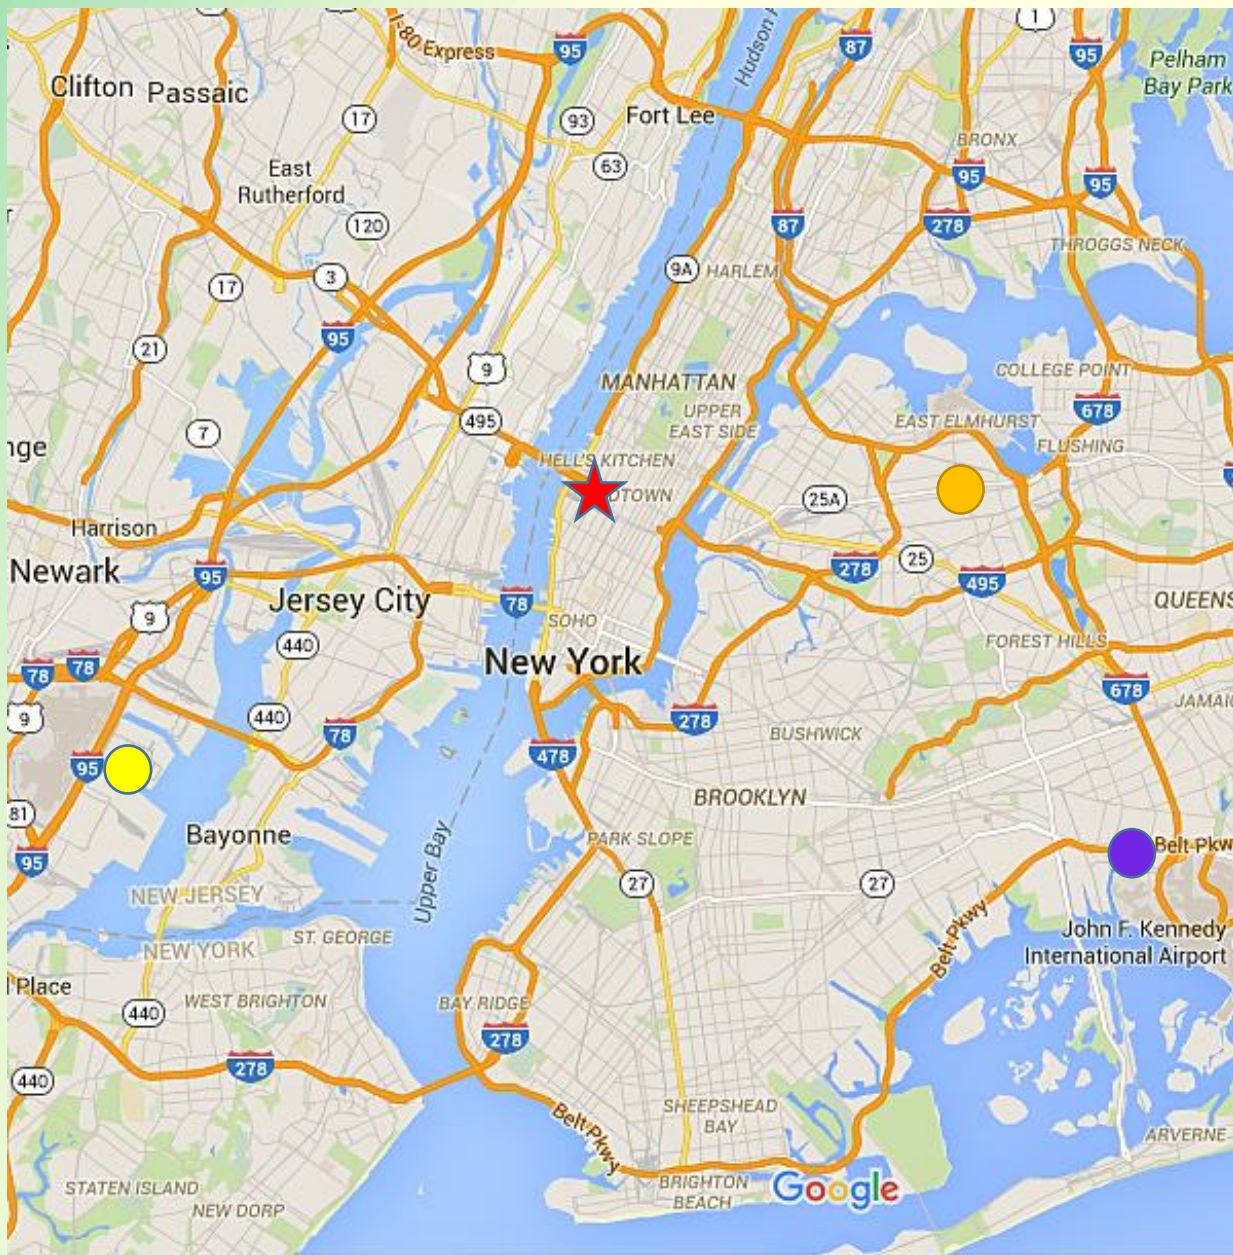 1
I-80 Express
95
87
95
Hudson
Pelham
Bay Park
Clifton
Passaic
17
93
Fort Lee
63
BRONX
East
Rutherford
95
95
120
87
278
THROGGS NECK
9A
HARLEM
3
17
95
21
9
MANHATTAN
COLLEGE POINT
UPPER
EAST SIDE
678
495
EAST ELMHURST
7
FLUSHING
HELL'S KITCHEN
25A
Harrison
Newark
95
278
25
495
Jersey City
78
QUEENS
9
SOHO
440
FOREST HILLS
New York
78
78
678
9
440
278
78
BUSHWICK
478
95
BROOKLYN
81
Bayonne
PARK SLOPE
Belt Pkw
95
Upper Bay
27
27
NEW JERSEY
Belt Pkwy
John F. Kennedy
International Airport
ST. GEORGE
NEW YORK
Place
WEST BRIGHTON
BAY RIDGE
440
278
278
440
Belt Pkwy
SHEEPSHEAD
BAY
ARVERNE
STATEN ISLAND
BRIGHTON
BEACH
Google
NEW DORP